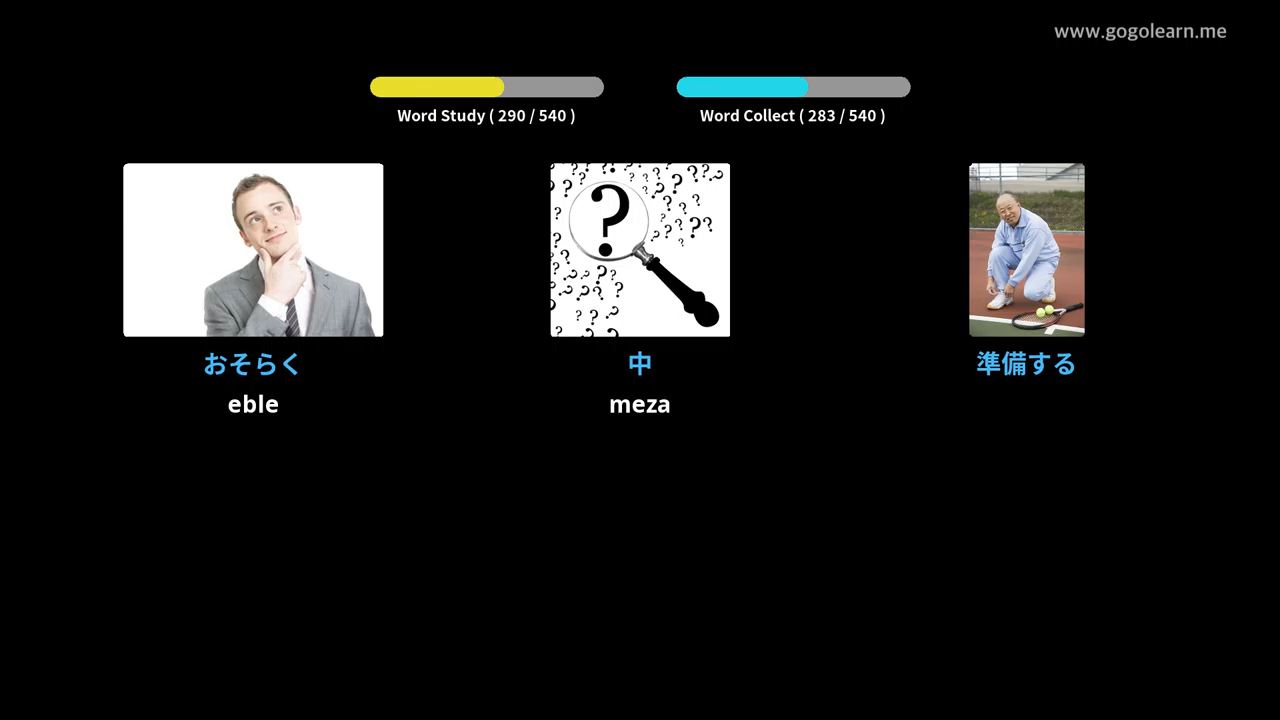 www.gogolearn.me
Word Study ( 290 / 540 )
Word Collect ( 283 / 540 )
おそらく
eble
中
meza
準備する